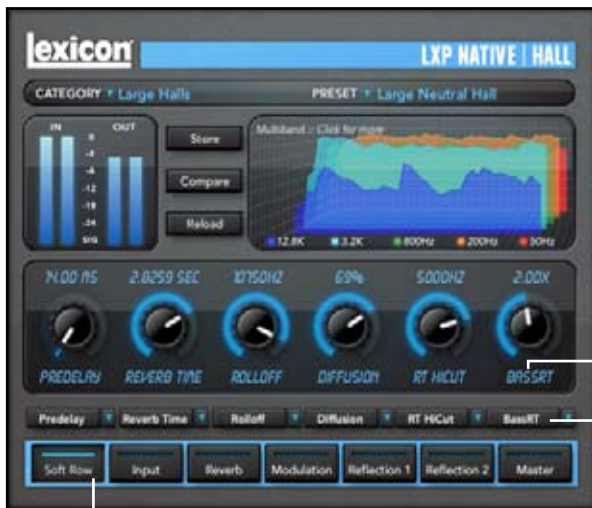 lexicon
LXP NATIVE | HALL
CATEGORY Large Halls PRESET Large Neutral Hall
IN OUT
0
-4
-6
-12
-18
-24
SIG
Store
Compare
Reload
Multiband :: Click for more
12.8K 3.2K 800Hz 200Hz 50Hz
14.00 MS 2.8259 SEC 10750HZ 69% 5000HZ 2.00X
PREDELAY REVERB TIME ROLLOFF DIFFUSION RT HICUT BASSRT
Predelay Reverb Time Rolloff Diffusion RT HiCut BassRT
Soft Row Input Reverb Modulation Reflection 1 Reflection 2 Master